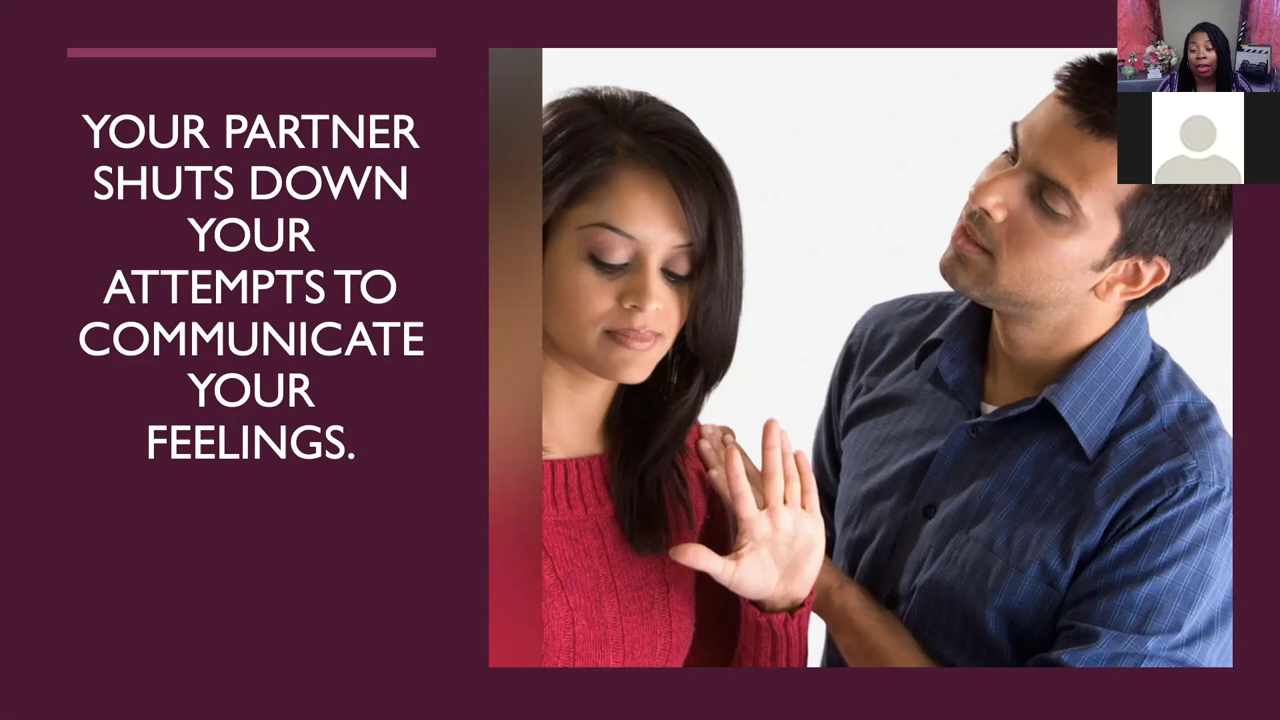 YOUR PARTNER
SHUTS DOWN
YOUR
ATTEMPTS TO
COMMUNICATE
YOUR
FEELINGS.